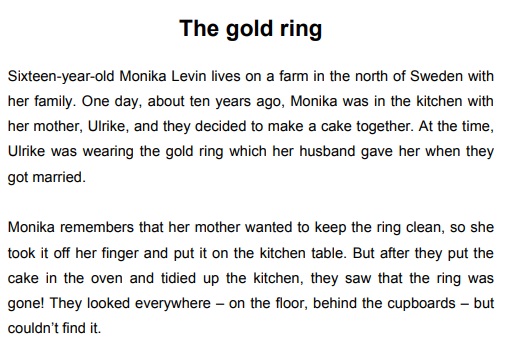 The gold ring
Sixteen-year-old Monika Levin lives on a farm in the north of Sweden with
her family. One day, about ten years ago, Monika was in the kitchen with
her mother, Ulrike, and they decided to make a cake together. At the time,
Ulrike was wearing the gold ring which her husband gave her when they
got married.
Monika remembers that her mother wanted to keep the ring clean, so she
took it off her finger and put it on the kitchen table. But after they put the
cake in the oven and tidied up the kitchen, they saw that the ring was
gone! They looked everywhere – on the floor, behind the cupboards – but
couldn’t find it.